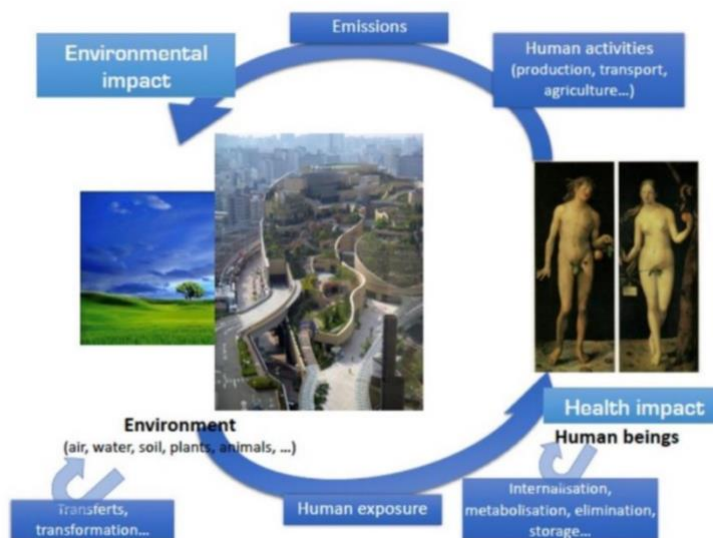 Emissions
Environmental
impact
Human activities
(production, transport,
agriculture...)
Environment
(air, water, soil, plants, animals, ...)
Health impact
Human beings
Transferts,
transformation...
Human exposure
Internalisation,
metabolisation, elimination,
storage...